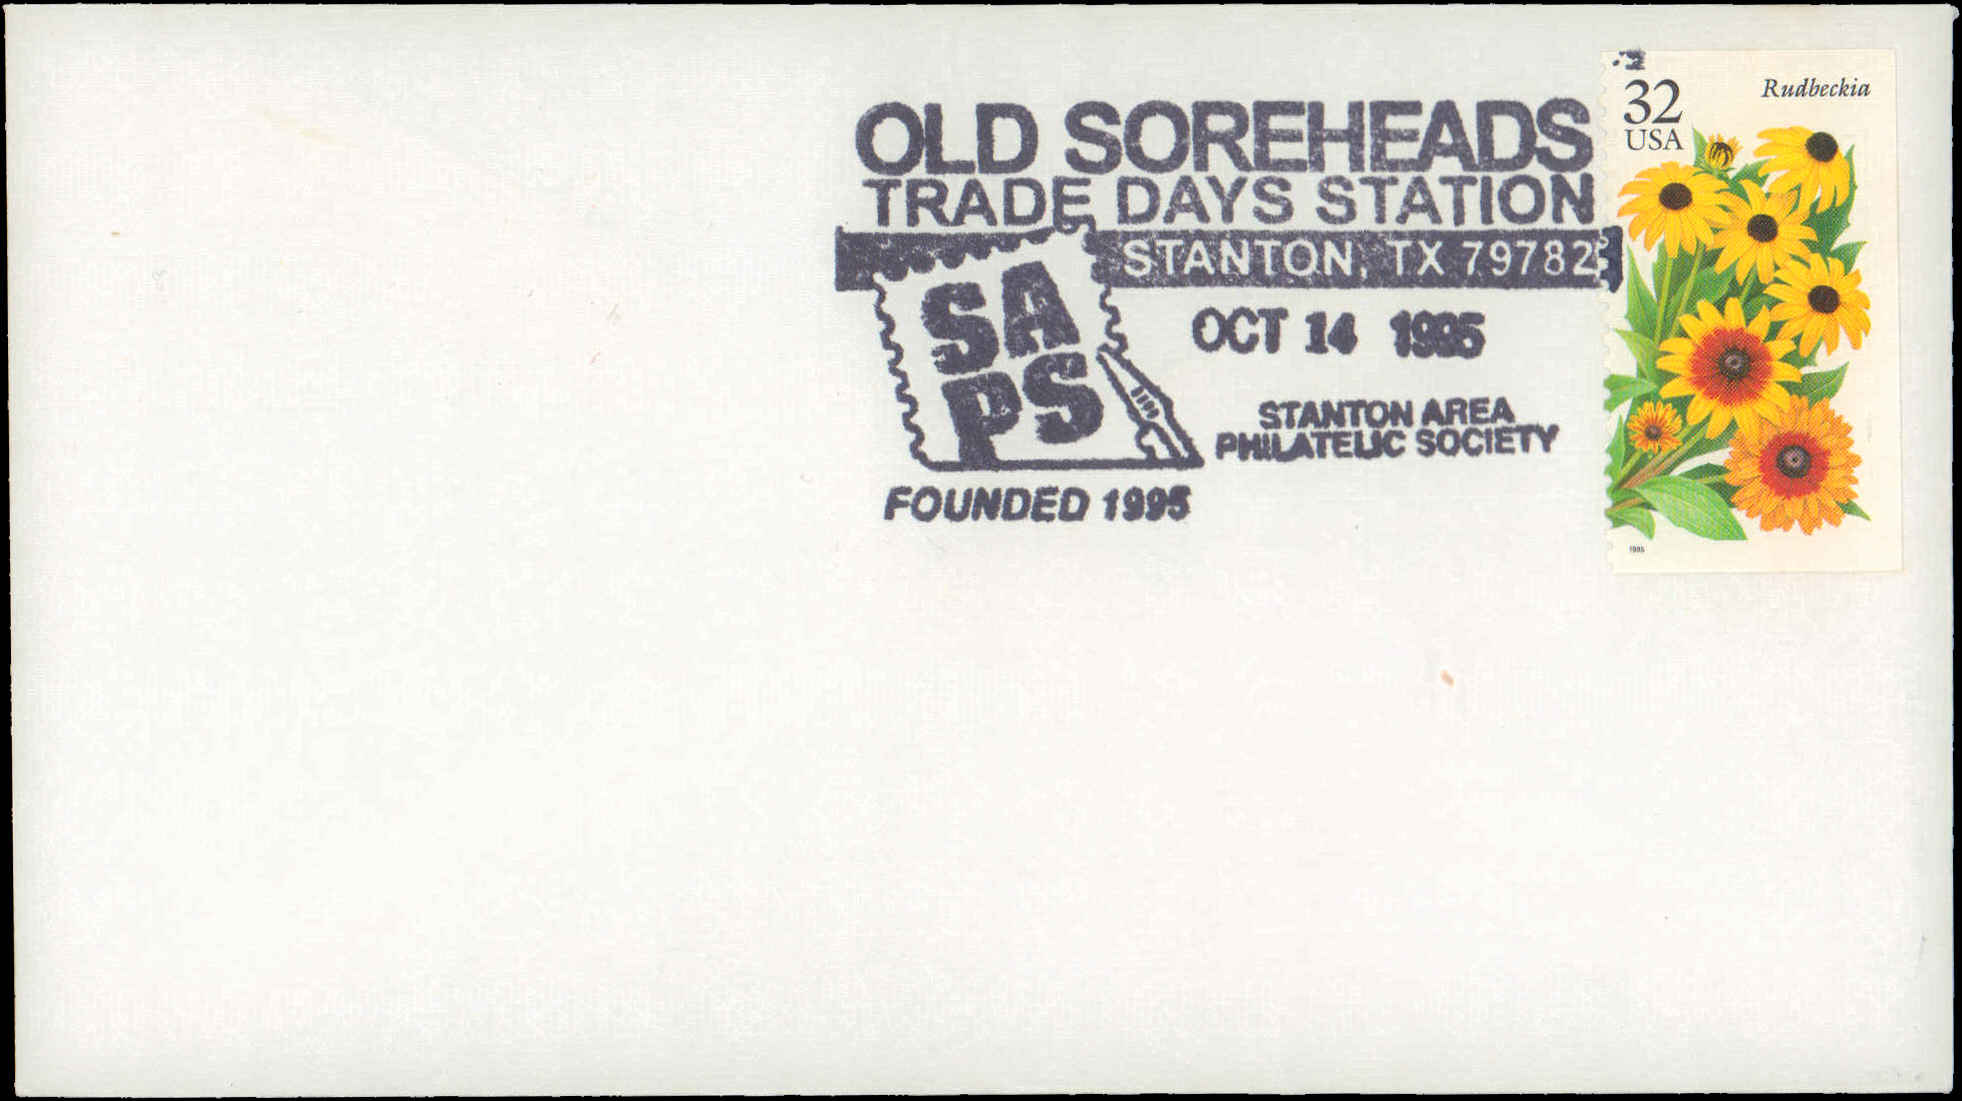 OLD SOREHEADS
TRADE DAYS STATION
STANTON, TX 79782
SA
PS
OCT 14 1995
STANTON AREA
PHILATELIC SOCIETY
FOUNDED 1995
32
USA
Rudbeckia
1995